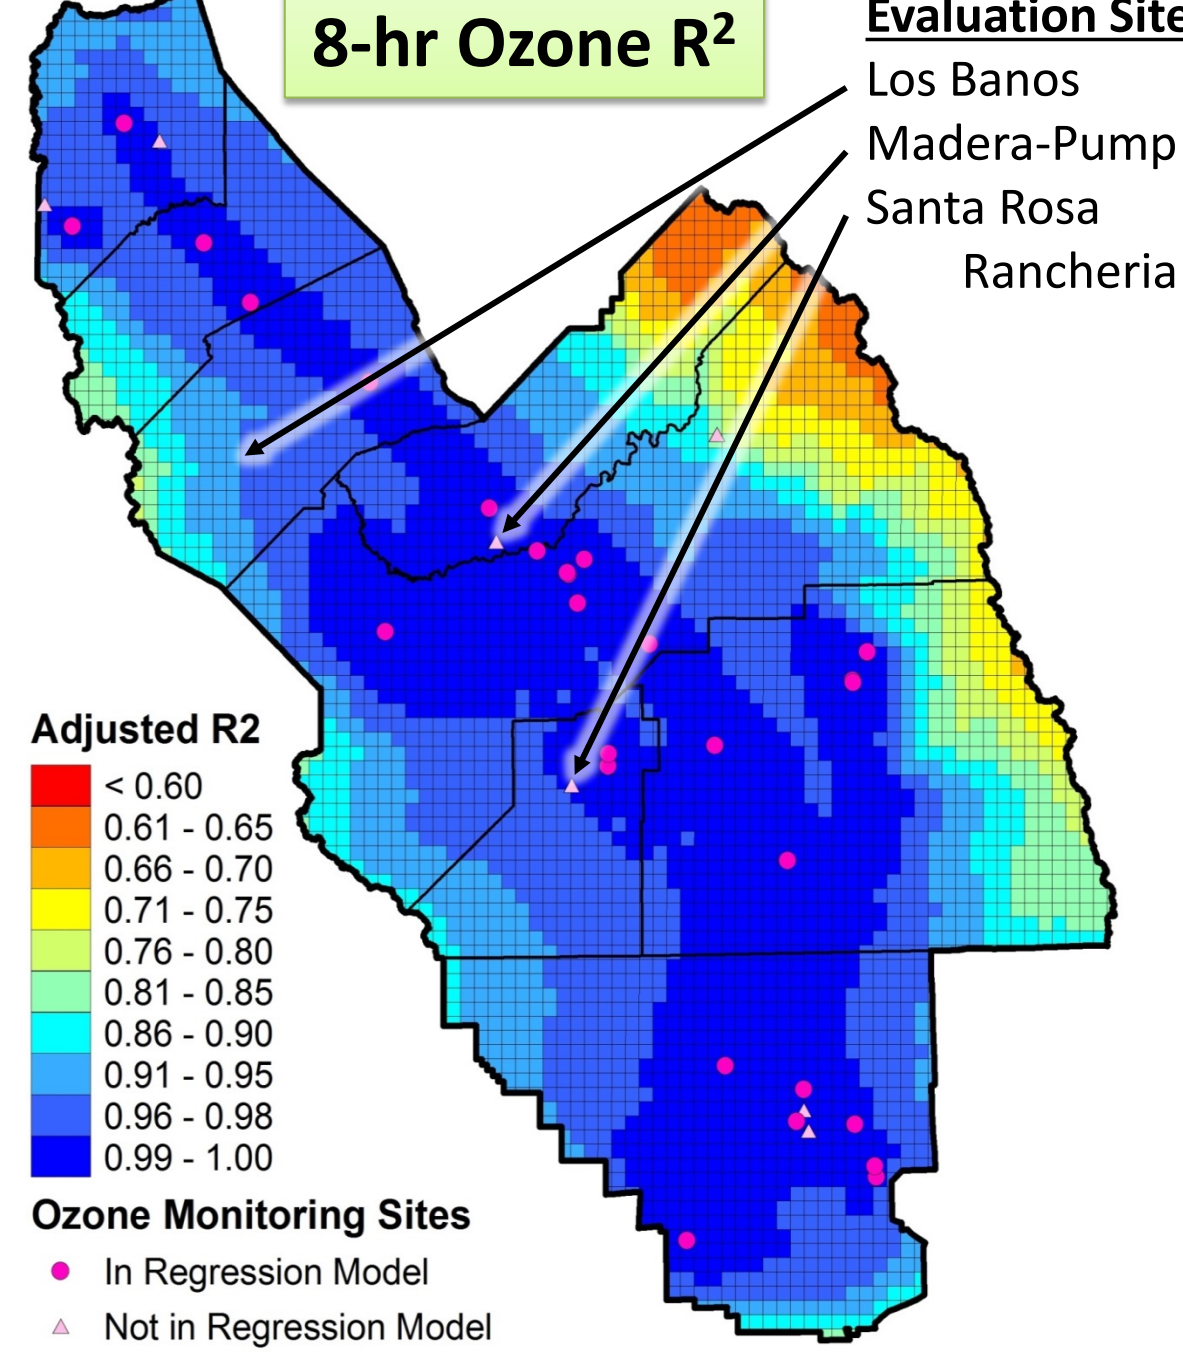 8-hr Ozone R²
Evaluation Site
Los Banos
Madera-Pump
Santa Rosa
Rancheria
Adjusted R2
< 0.60
0.61 - 0.65
0.66 - 0.70
0.71 - 0.75
0.76 - 0.80
0.81 - 0.85
0.86 - 0.90
0.91 - 0.95
0.96 - 0.98
0.99 - 1.00
Ozone Monitoring Sites
In Regression Model
Not in Regression Model